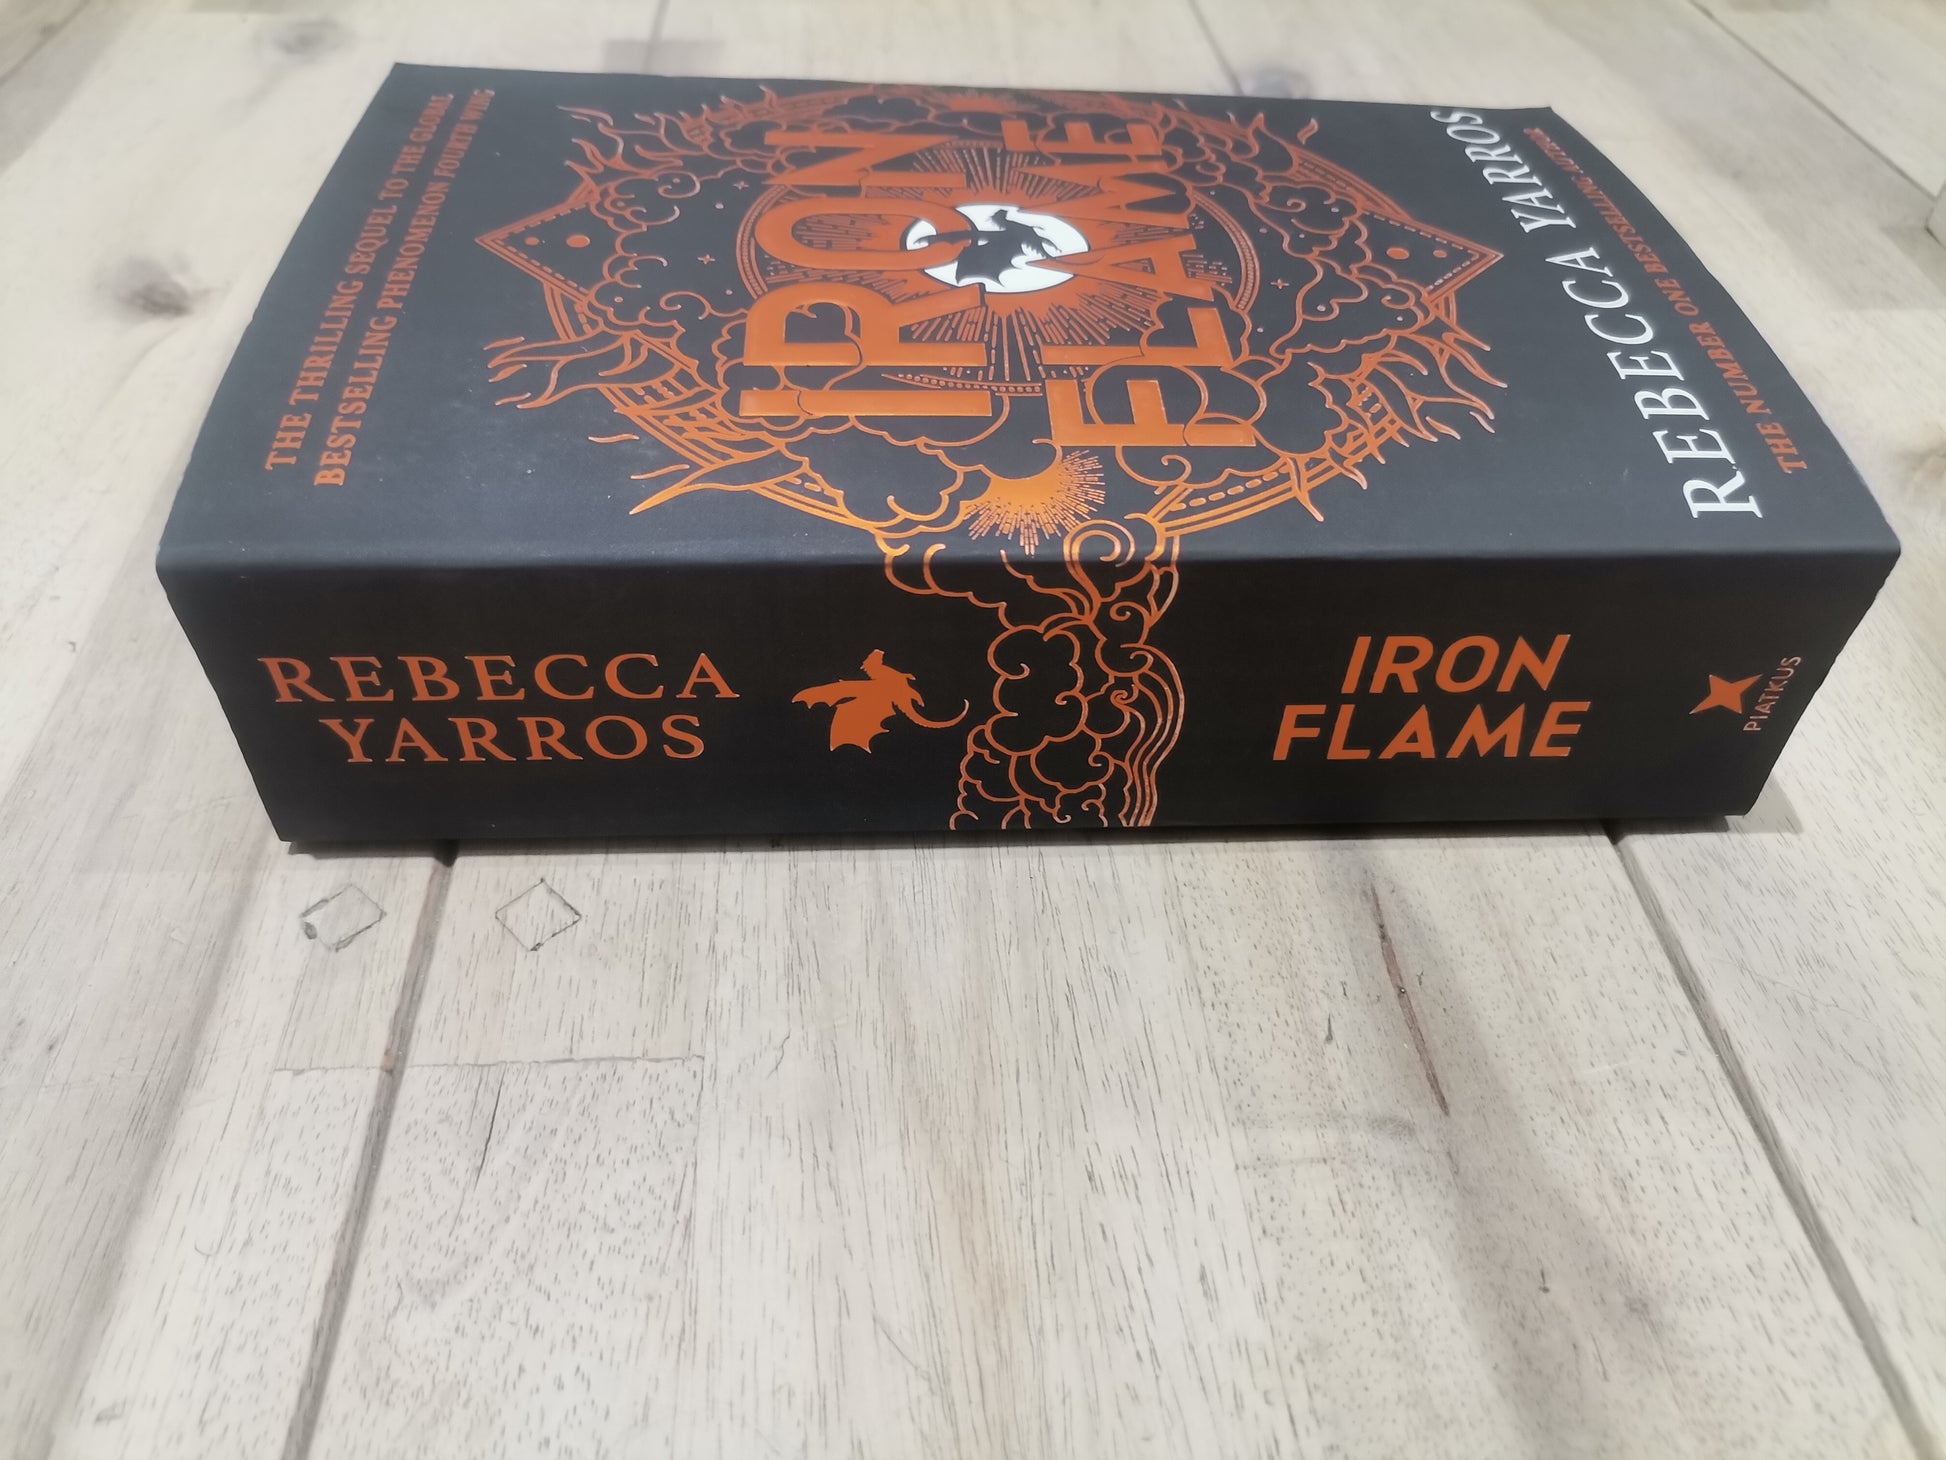 THE THRILLING SEQUEL TO THE GLOBAL
BESTSELLING PHENOMENON FOURTH WING
IRON
FLAME
REBECCA YARROS
THE NUMBER ONE BESTSELLING AUTHOR
REBECCA
YARROS
IRON
FLAME
PIATKUS